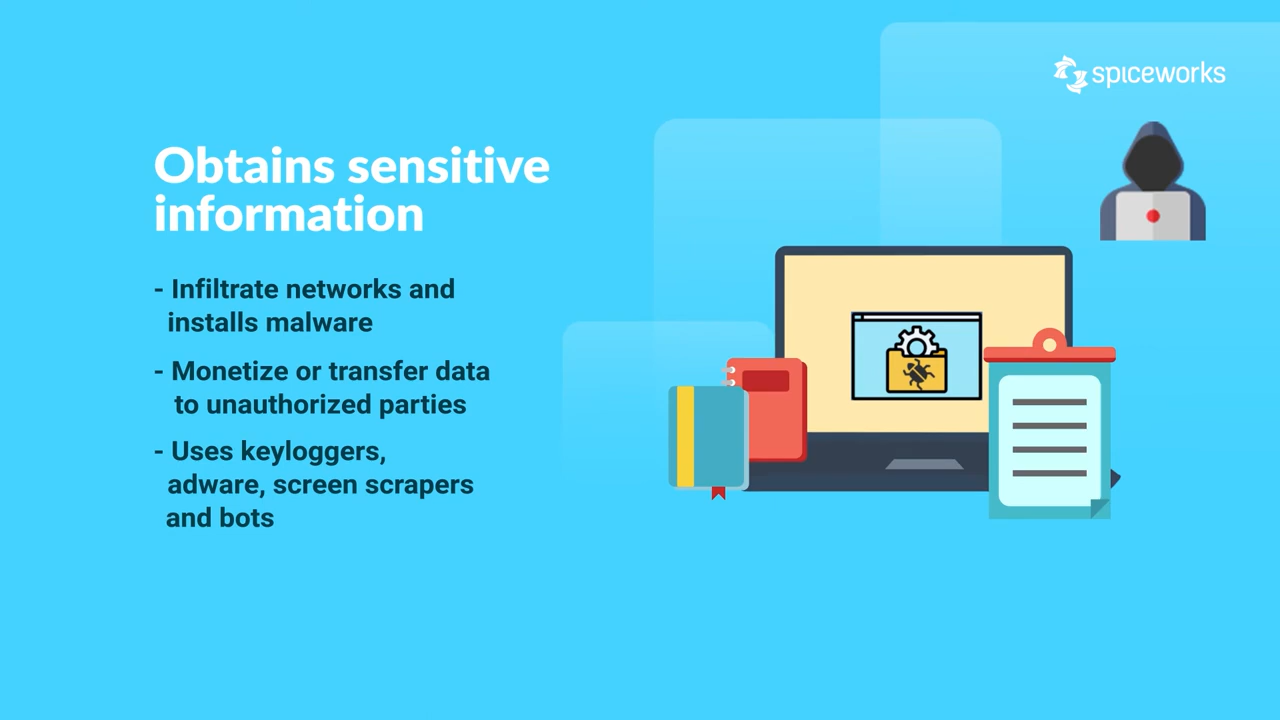 spiceworks
Obtains sensitive
information
- Infiltrate networks and
installs malware
- Monetize or transfer data
to unauthorized parties
- Uses keyloggers,
adware, screen scrapers
and bots